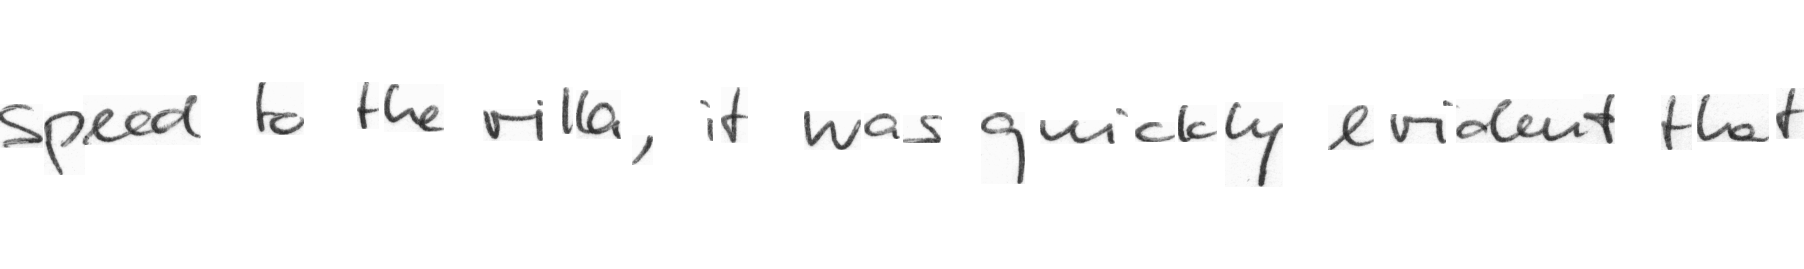 speed to the villa, it was quickly evident that